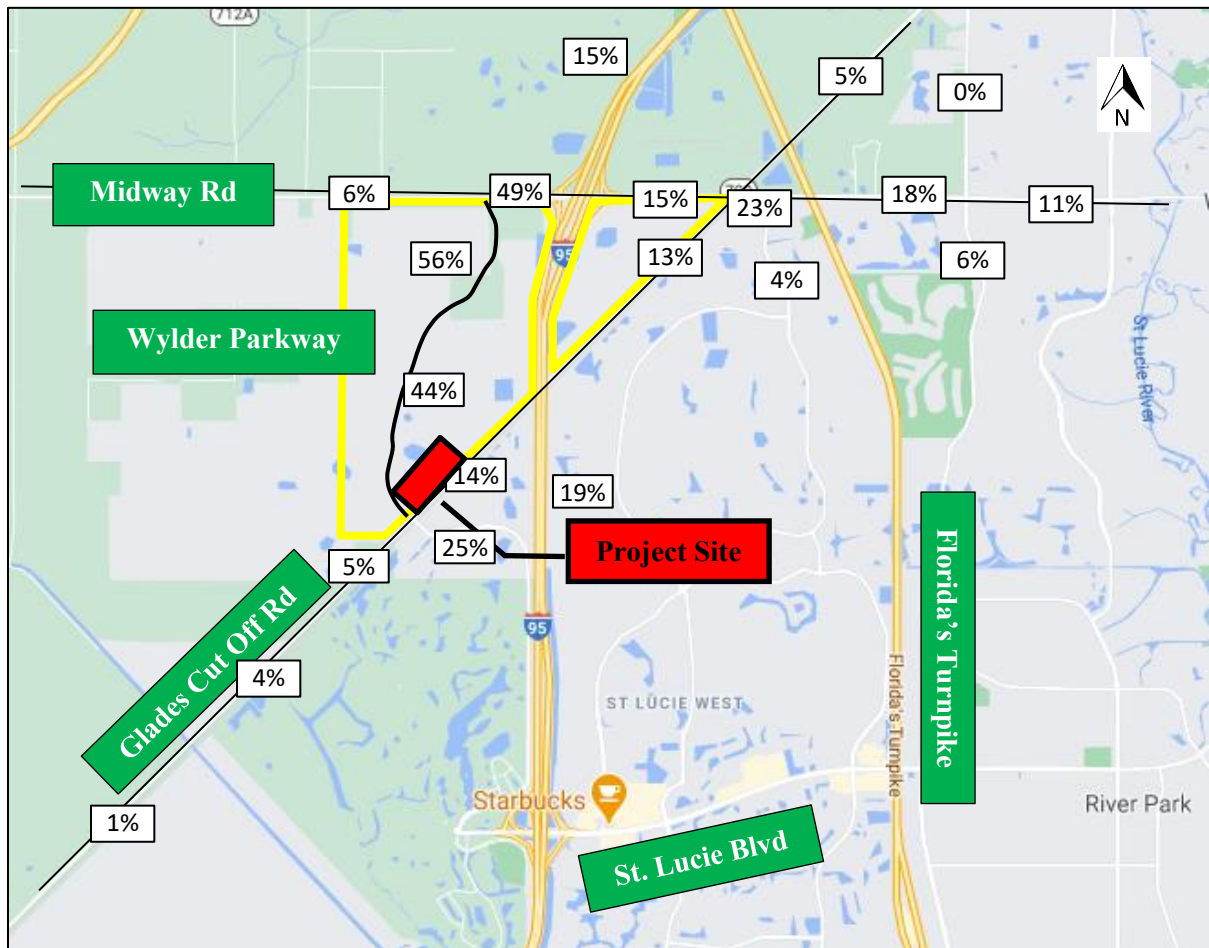 712A
15%
5%
0%
N
Midway Rd
6%
49%
15%
23%
18%
11%
56%
95
13%
4%
6%
Wylder Parkway
St Lucie River
44%
14%
19%
25%
Project Site
5%
Florida's Turnpike
95
Glades Cut Off Rd
4%
ST LUCIE WEST
Florida's Turnpike
Starbucks
1%
River Park
St. Lucie Blvd